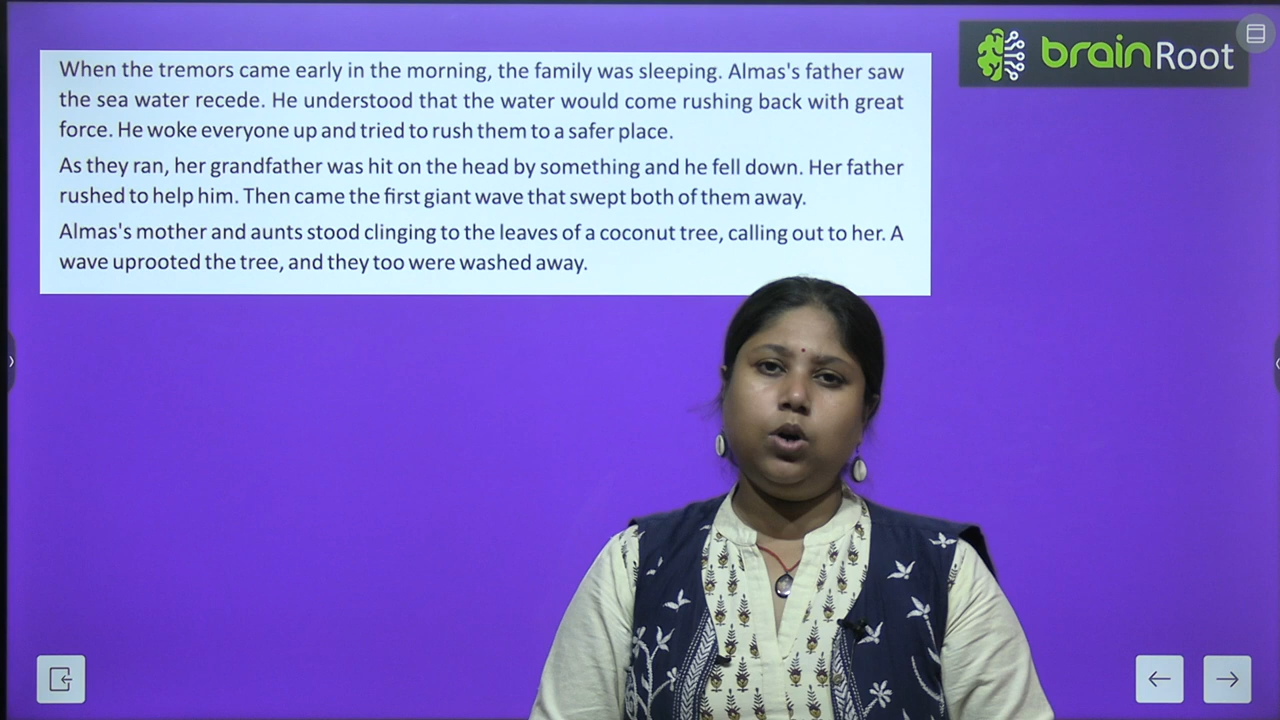 When the tremors came early in the morning, the family was sleeping. Almas's father saw
the sea water recede. He understood that the water would come rushing back with great
force. He woke everyone up and tried to rush them to a safer place.
As they ran, her grandfather was hit on the head by something and he fell down. Her father
rushed to help him. Then came the first giant wave that swept both of them away.
Almas's mother and aunts stood clinging to the leaves of a coconut tree, calling out to her. A
wave uprooted the tree, and they too were washed away.
brainRoot